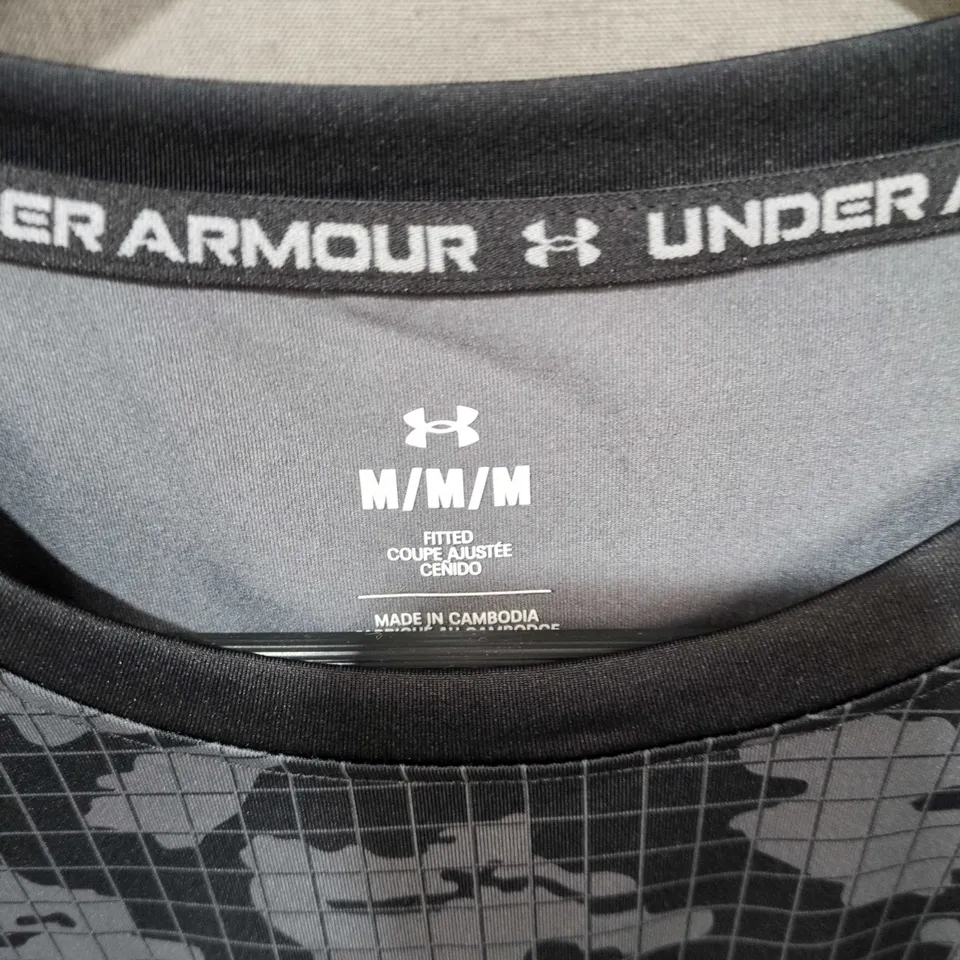 ER ARMOUR UNDER A
M/M/M
FITTED
COUPE AJUSTÉE
CEÑIDO
MADE IN CAMBODIA